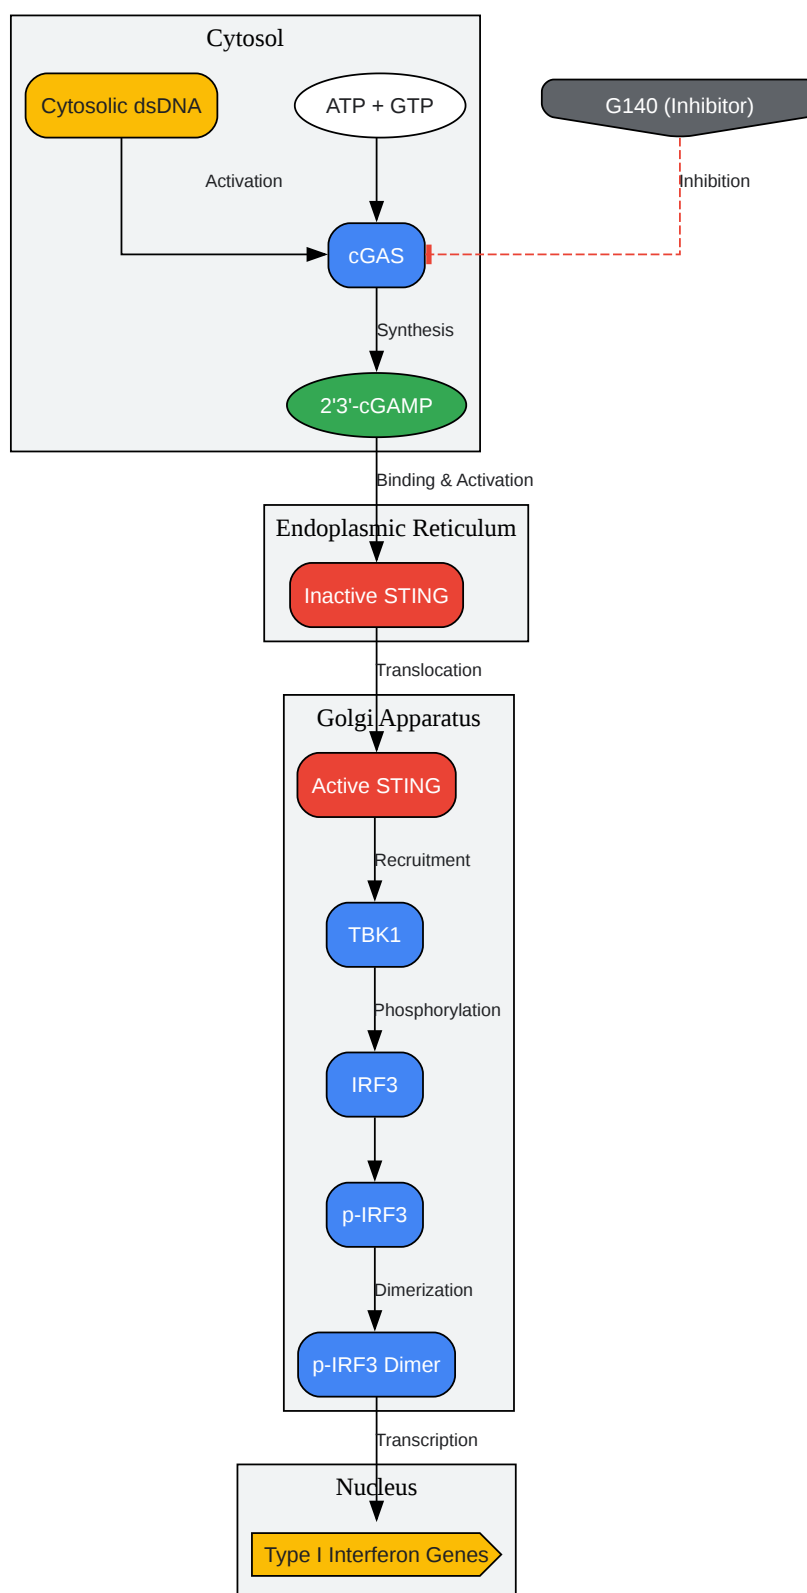 Cytosol
Cytosolic dsDNA
ATP + GTP
G140 (Inhibitor)
Activation
Inhibition
cGAS
Synthesis
2'3'-cGAMP
Binding & Activation
Endoplasmic Reticulum
Inactive STING
Translocation
Golgi Apparatus
Active STING
Recruitment
TBK1
Phosphorylation
IRF3
p-IRF3
Dimerization
p-IRF3 Dimer
Transcription
Nucleus
Type I Interferon Genes